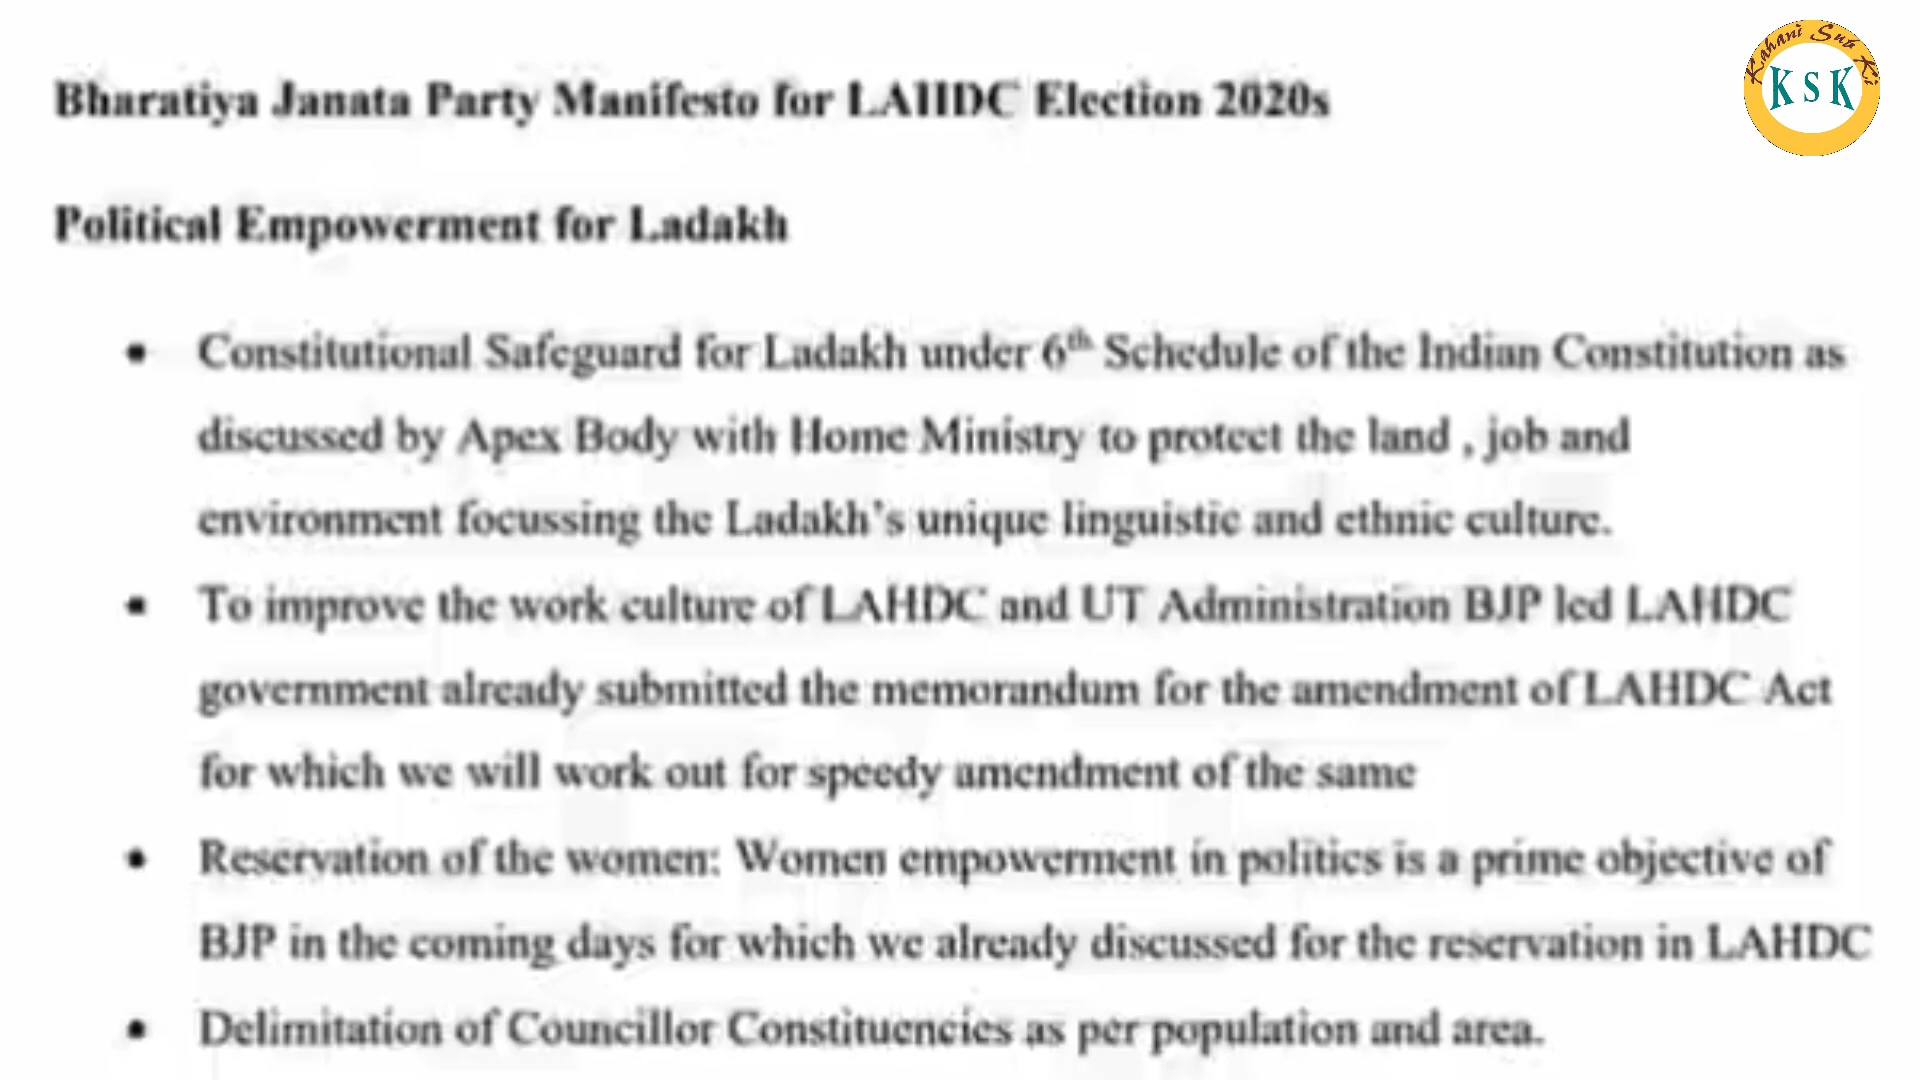 Bharatiya Janata Party Manifesto for LAHDC Election 2020s
Kahani Sub Ki
KSK
Political Empowerment for Ladakh
• Constitutional Safeguard for Ladakh under 6th Schedule of the Indian Constitution as
discussed by Apex Body with Home Ministry to protect the land , job and
environment focussing the Ladakh's unique linguistic and ethnic culture.
• To improve the work culture of LAHDC and UT Administration BJP led LAHDC
government already submitted the memorandum for the amendment of LAHDC Act
for which we will work out for speedy amendment of the same
• Reservation of the women: Women empowerment in politics is a prime objective of
BJP in the coming days for which we already discussed for the reservation in LAHDC
• Delimitation of Councillor Constituencies as per population and area.